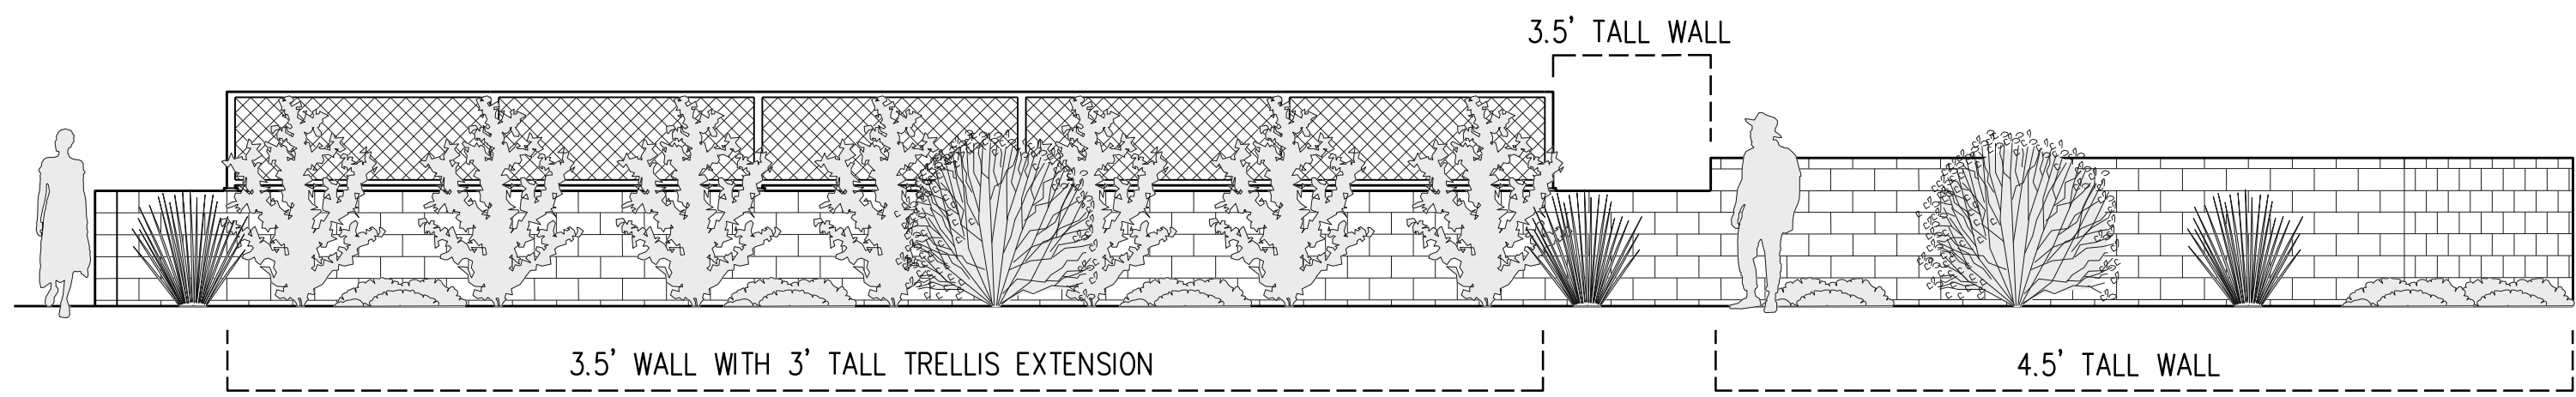 3.5' TALL WALL
3.5' WALL WITH 3' TALL TRELLIS EXTENSION
4.5' TALL WALL